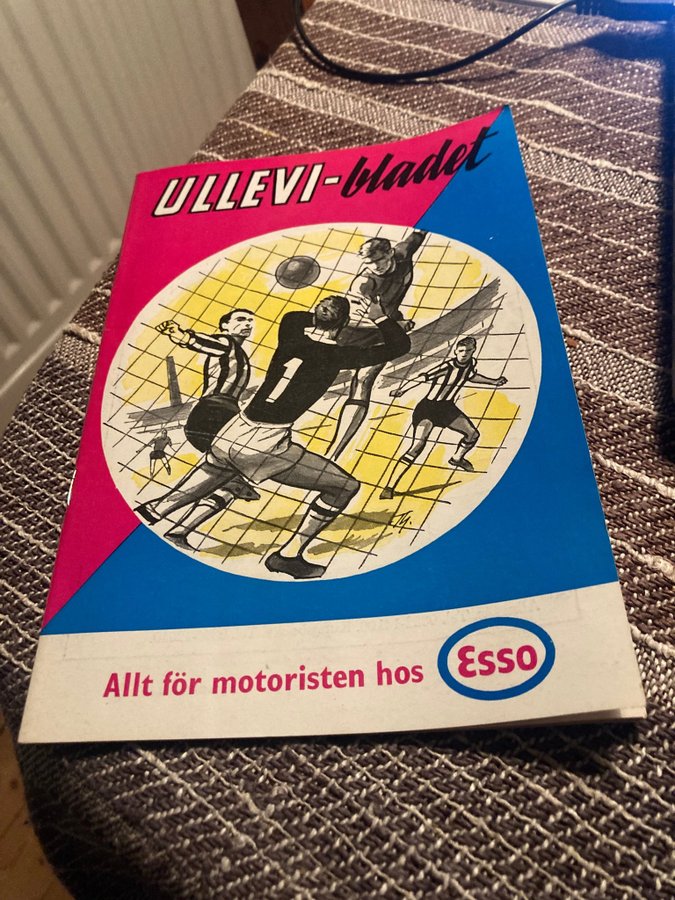 ULLEVI-bladet
1
Allt för motoristen hos Esso